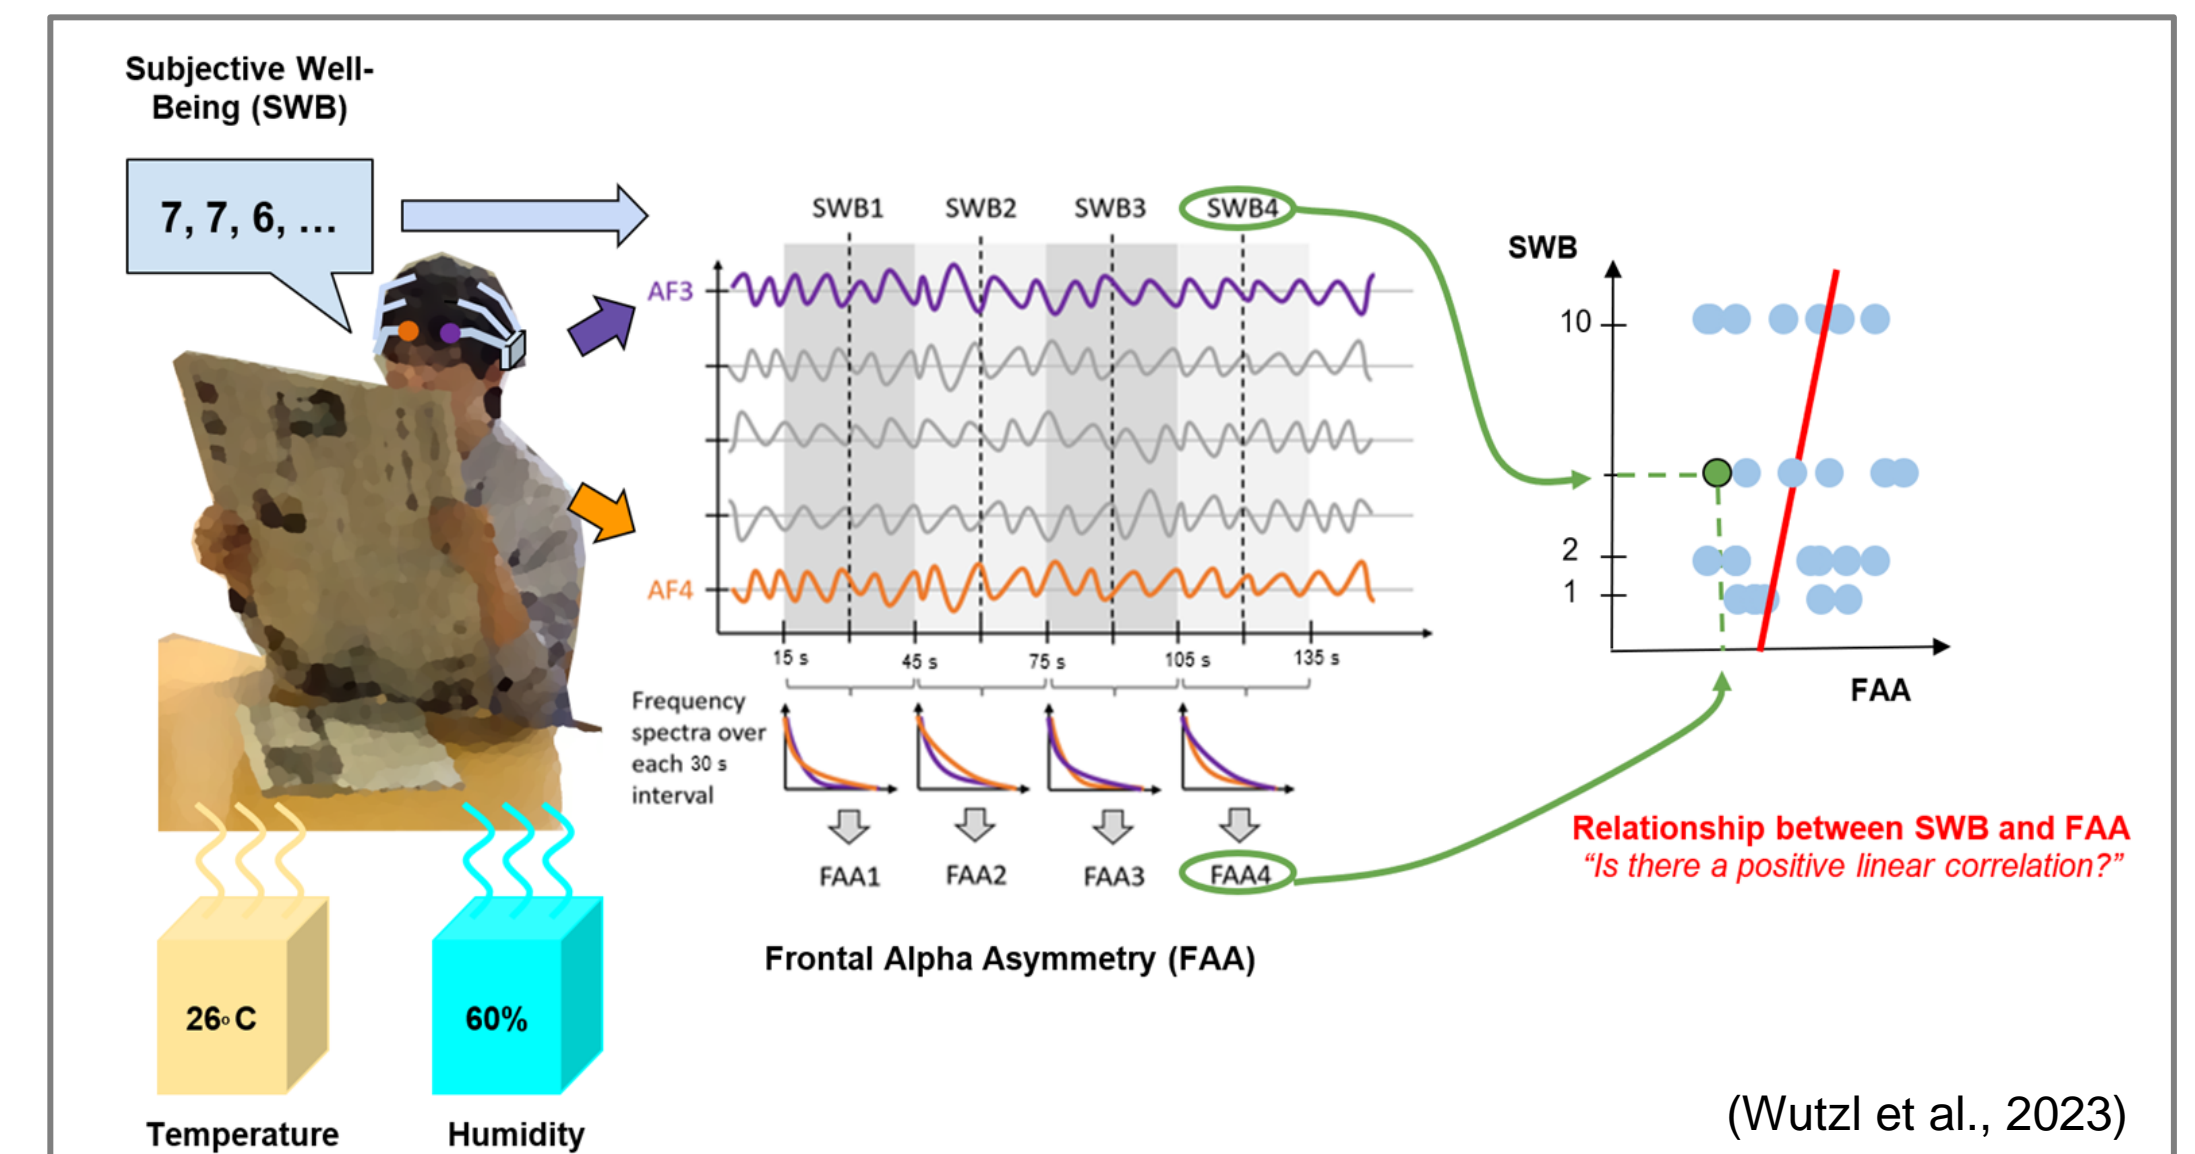 Subjective Well-
Being (SWB)
7, 7, 6, ...
SWB1 SWB2 SWB3 SWB4
AF3
AF4
15 s 45 s 75 s 105 s 135 s
Frequency
spectra over
each 30 s
interval
FAA1 FAA2 FAA3 FAA4
Frontal Alpha Asymmetry (FAA)
SWB
10
2
1
FAA
Relationship between SWB and FAA
“Is there a positive linear correlation?”
26°C
60%
Temperature
Humidity
(Wutzl et al., 2023)